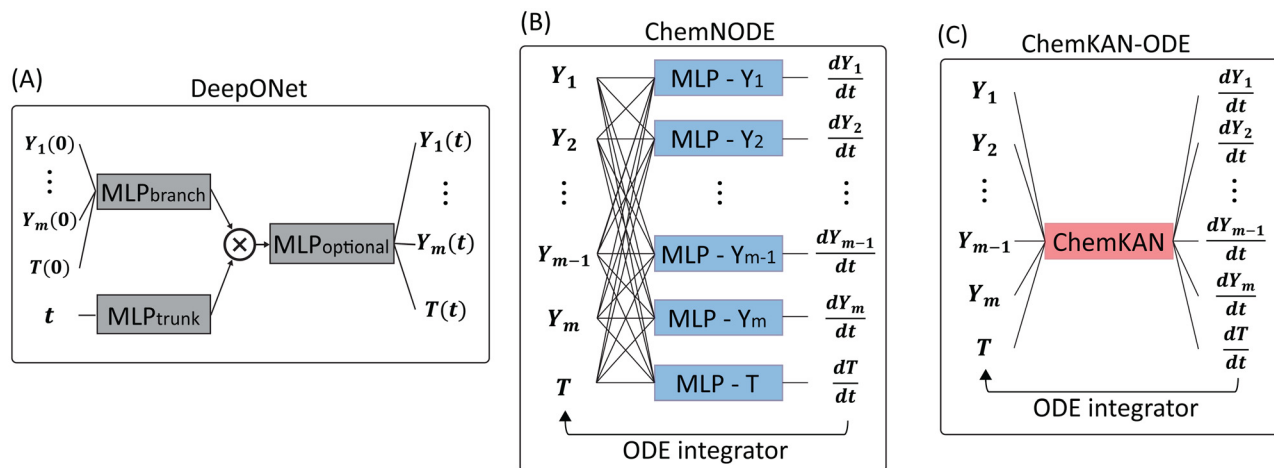 (A)
DeepONet
Y₁(0)
⋮
Yₘ(0)
T(0)
t
MLPbranch
MLPtrunk
⊗
MLPoptional
Y₁(t)
⋮
Yₘ(t)
T(t)
(B)
ChemNODE
Y₁ MLP - Y₁ dY₁/dt
Y₂ MLP - Y₂ dY₂/dt
⋮ ⋮ ⋮
Yₘ₋₁ MLP - Yₘ₋₁ dYₘ₋₁/dt
Yₘ MLP - Yₘ dYₘ/dt
T MLP - T dT/dt
ODE integrator
(C)
ChemKAN-ODE
Y₁
Y₂
⋮
Yₘ₋₁
Yₘ
T
ChemKAN
dY₁/dt
dY₂/dt
⋮
dYₘ₋₁/dt
dYₘ/dt
dT/dt
ODE integrator